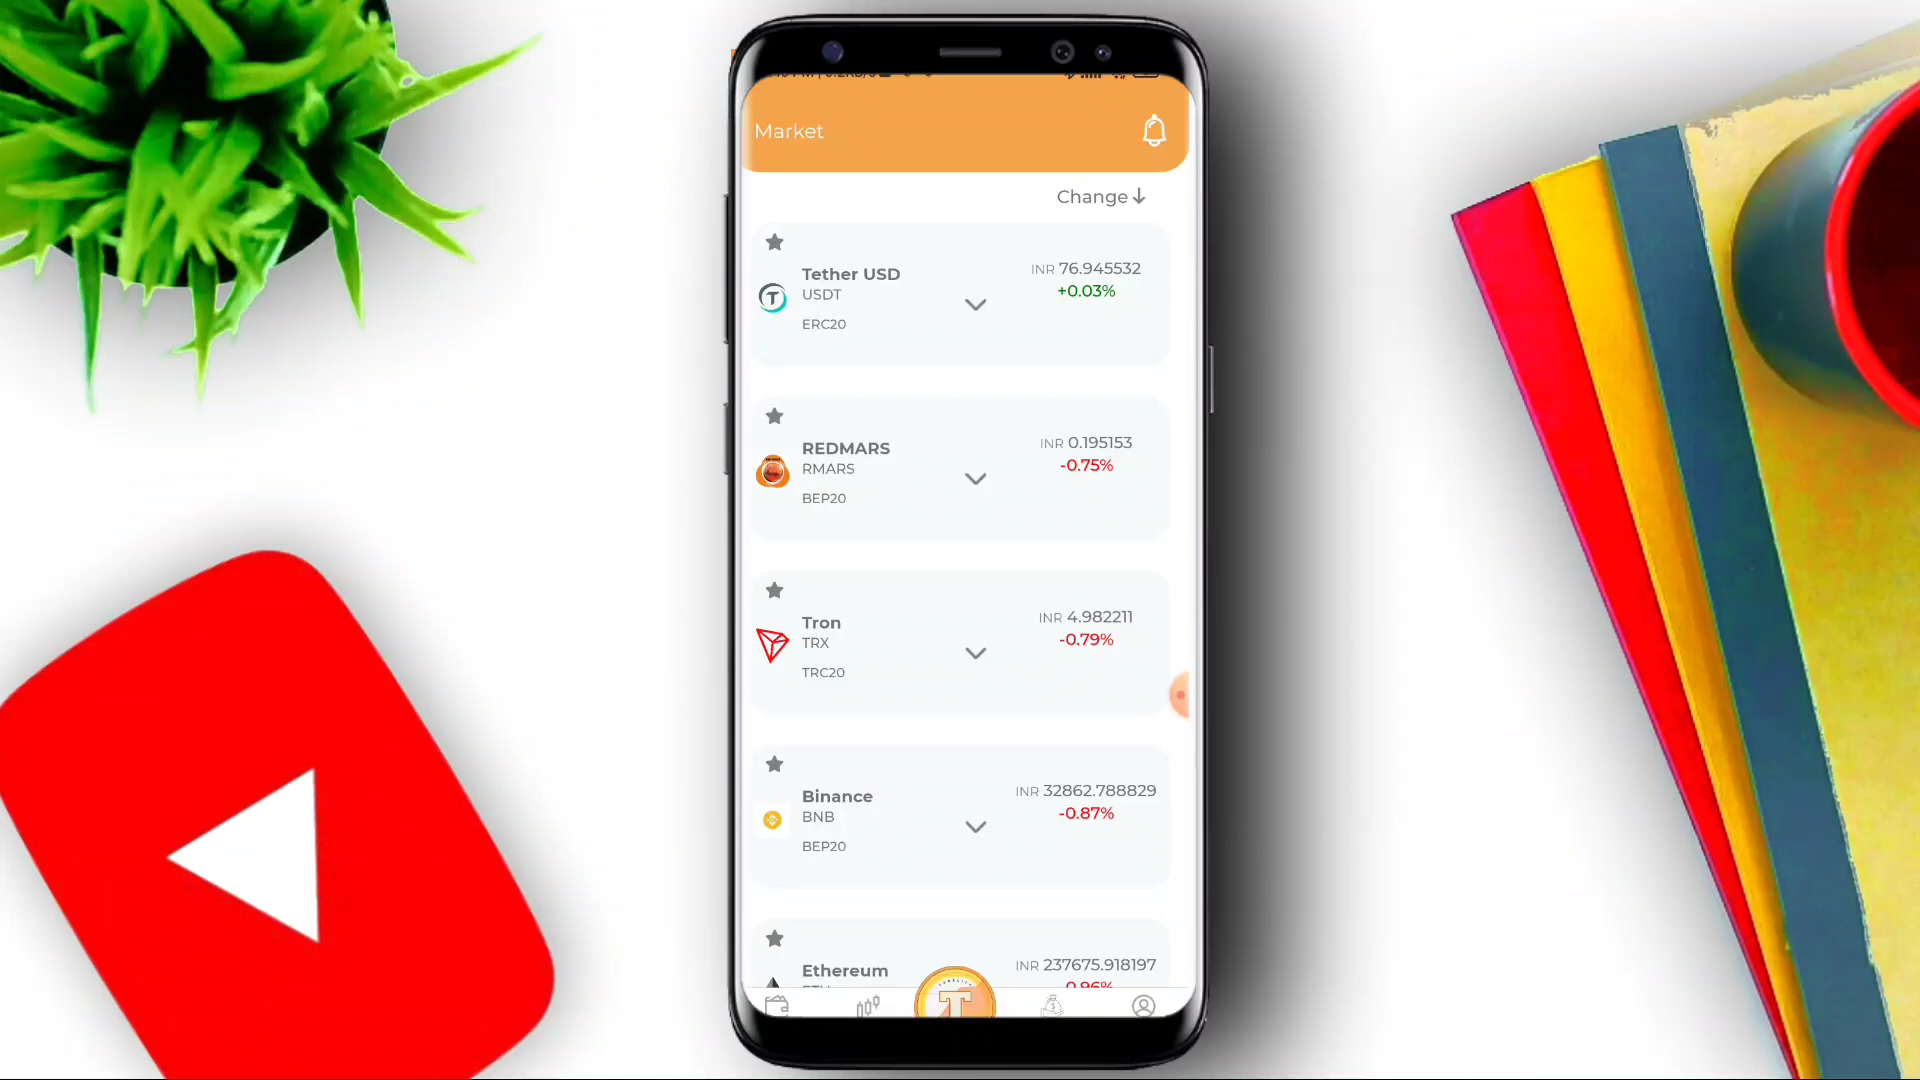 Market
Change
Tether USD
USDT
ERC20
INR 76.945532
+0.03%
REDMARS
RMARS
BEP20
INR 0.195153
-0.75%
Tron
TRX
TRC20
INR 4.982211
-0.79%
Binance
BNB
BEP20
INR 32862.788829
-0.87%
Ethereum
INR 237675.918197